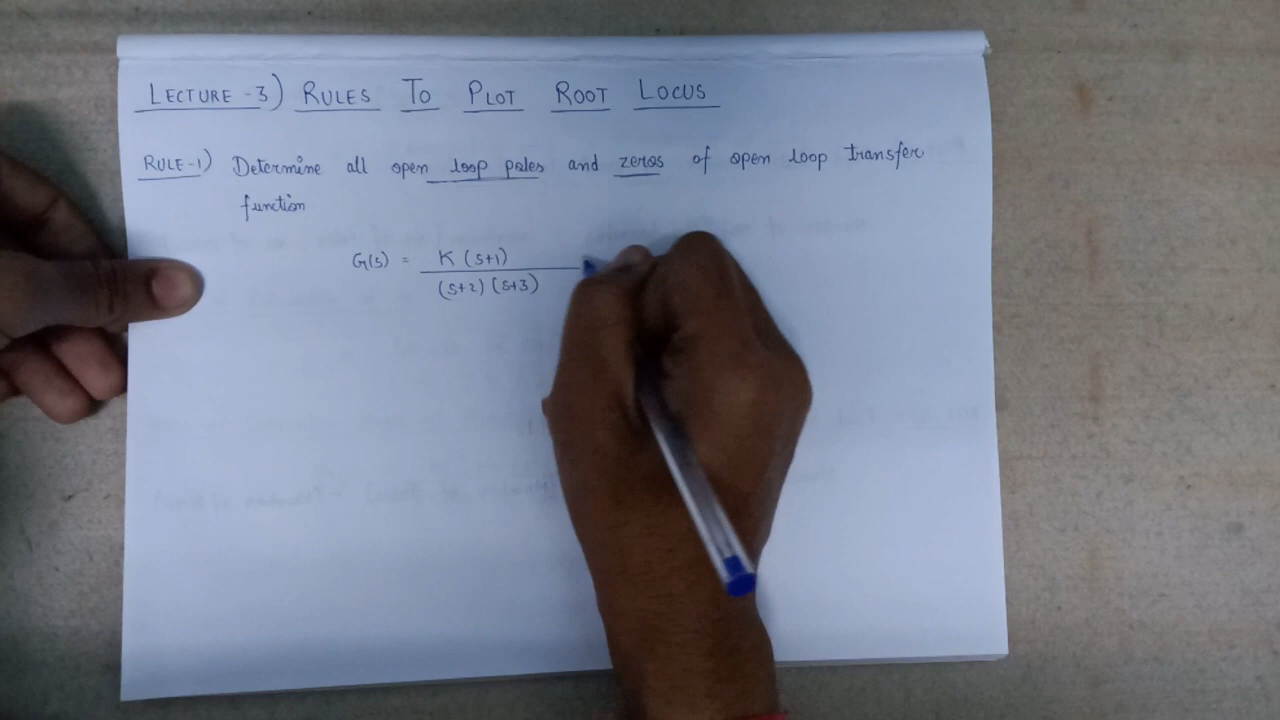 LECTURE -3) RULES TO PLOT ROOT LOCUS
RULE-1) Determine all open loop poles and zeros of open loop transfer
function
G(s) = K (s+1)
(s+2) (s+3)